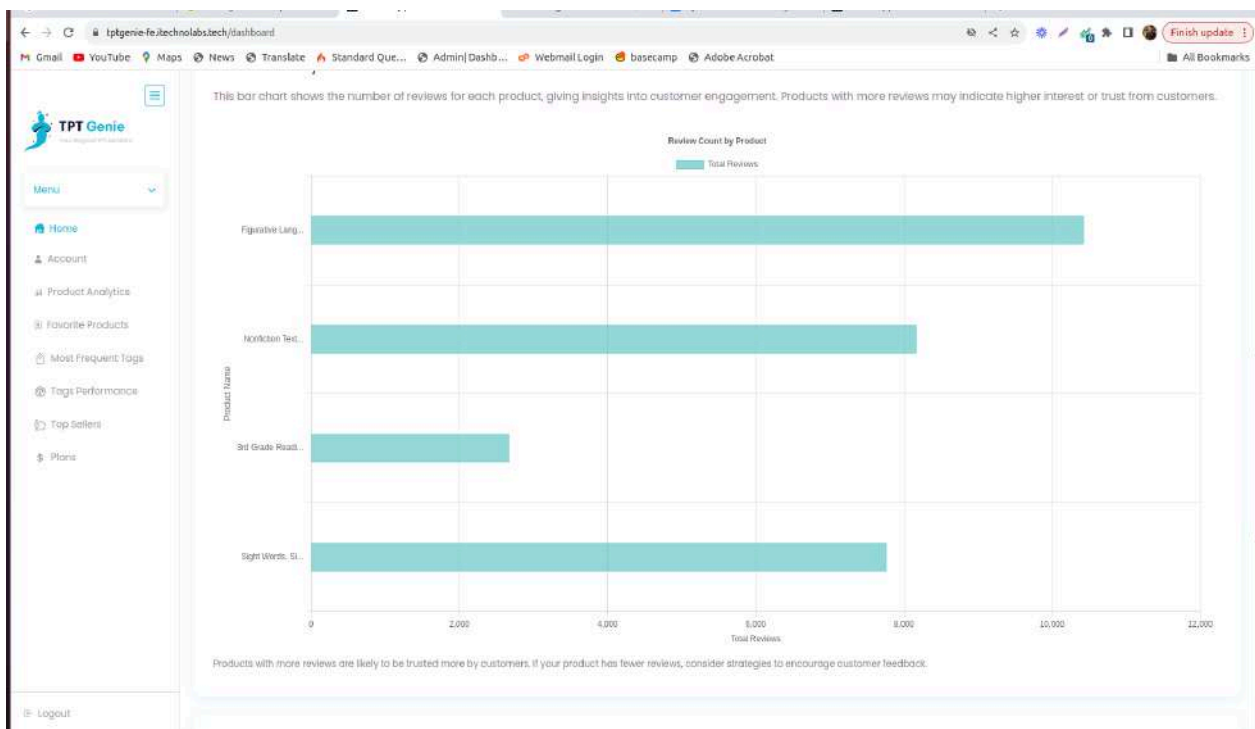 tptgenie-fe.itechnolabs.tech/dashboard
Finish update
Gmail YouTube Maps News Translate Standard Que... Admin| Dashb... Webmail Login basecamp Adobe Acrobat All Bookmarks
This bar chart shows the number of reviews for each product, giving insights into customer engagement. Products with more reviews may indicate higher interest or trust from customers.
TPT Genie
Menu
Home
Account
Product Analytics
Favorite Products
Most Frequent Tags
Tags Performance
Top Sellers
$ Plans
Logout
Review Count by Product
Total Reviews
Product Name
Figurative Lang...
Nonfiction Text...
3rd Grade Readi...
Sight Words, Si...
0 2,000 4,000 6,000 8,000 10,000 12,000
Total Reviews
Products with more reviews are likely to be trusted more by customers. If your product has fewer reviews, consider strategies to encourage customer feedback.